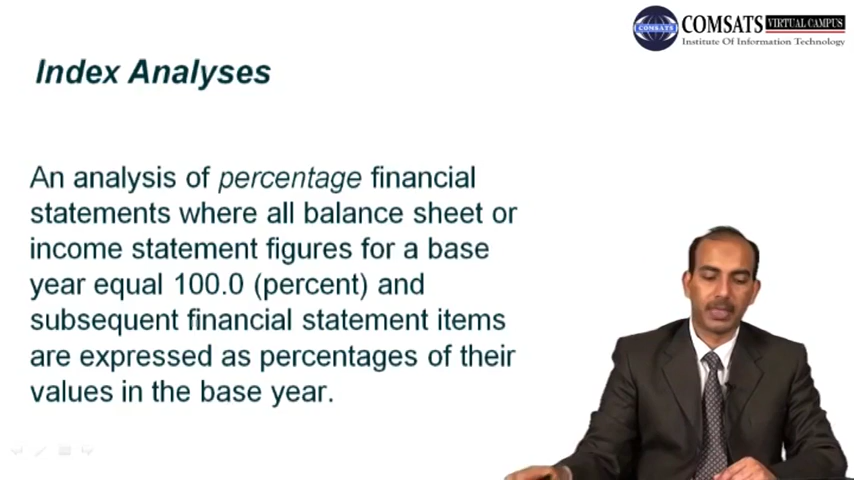 COMSATS VIRTUAL CAMPUS
COMSATS
Institute Of Information Technology
Index Analyses
An analysis of percentage financial
statements where all balance sheet or
income statement figures for a base
year equal 100.0 (percent) and
subsequent financial statement items
are expressed as percentages of their
values in the base year.